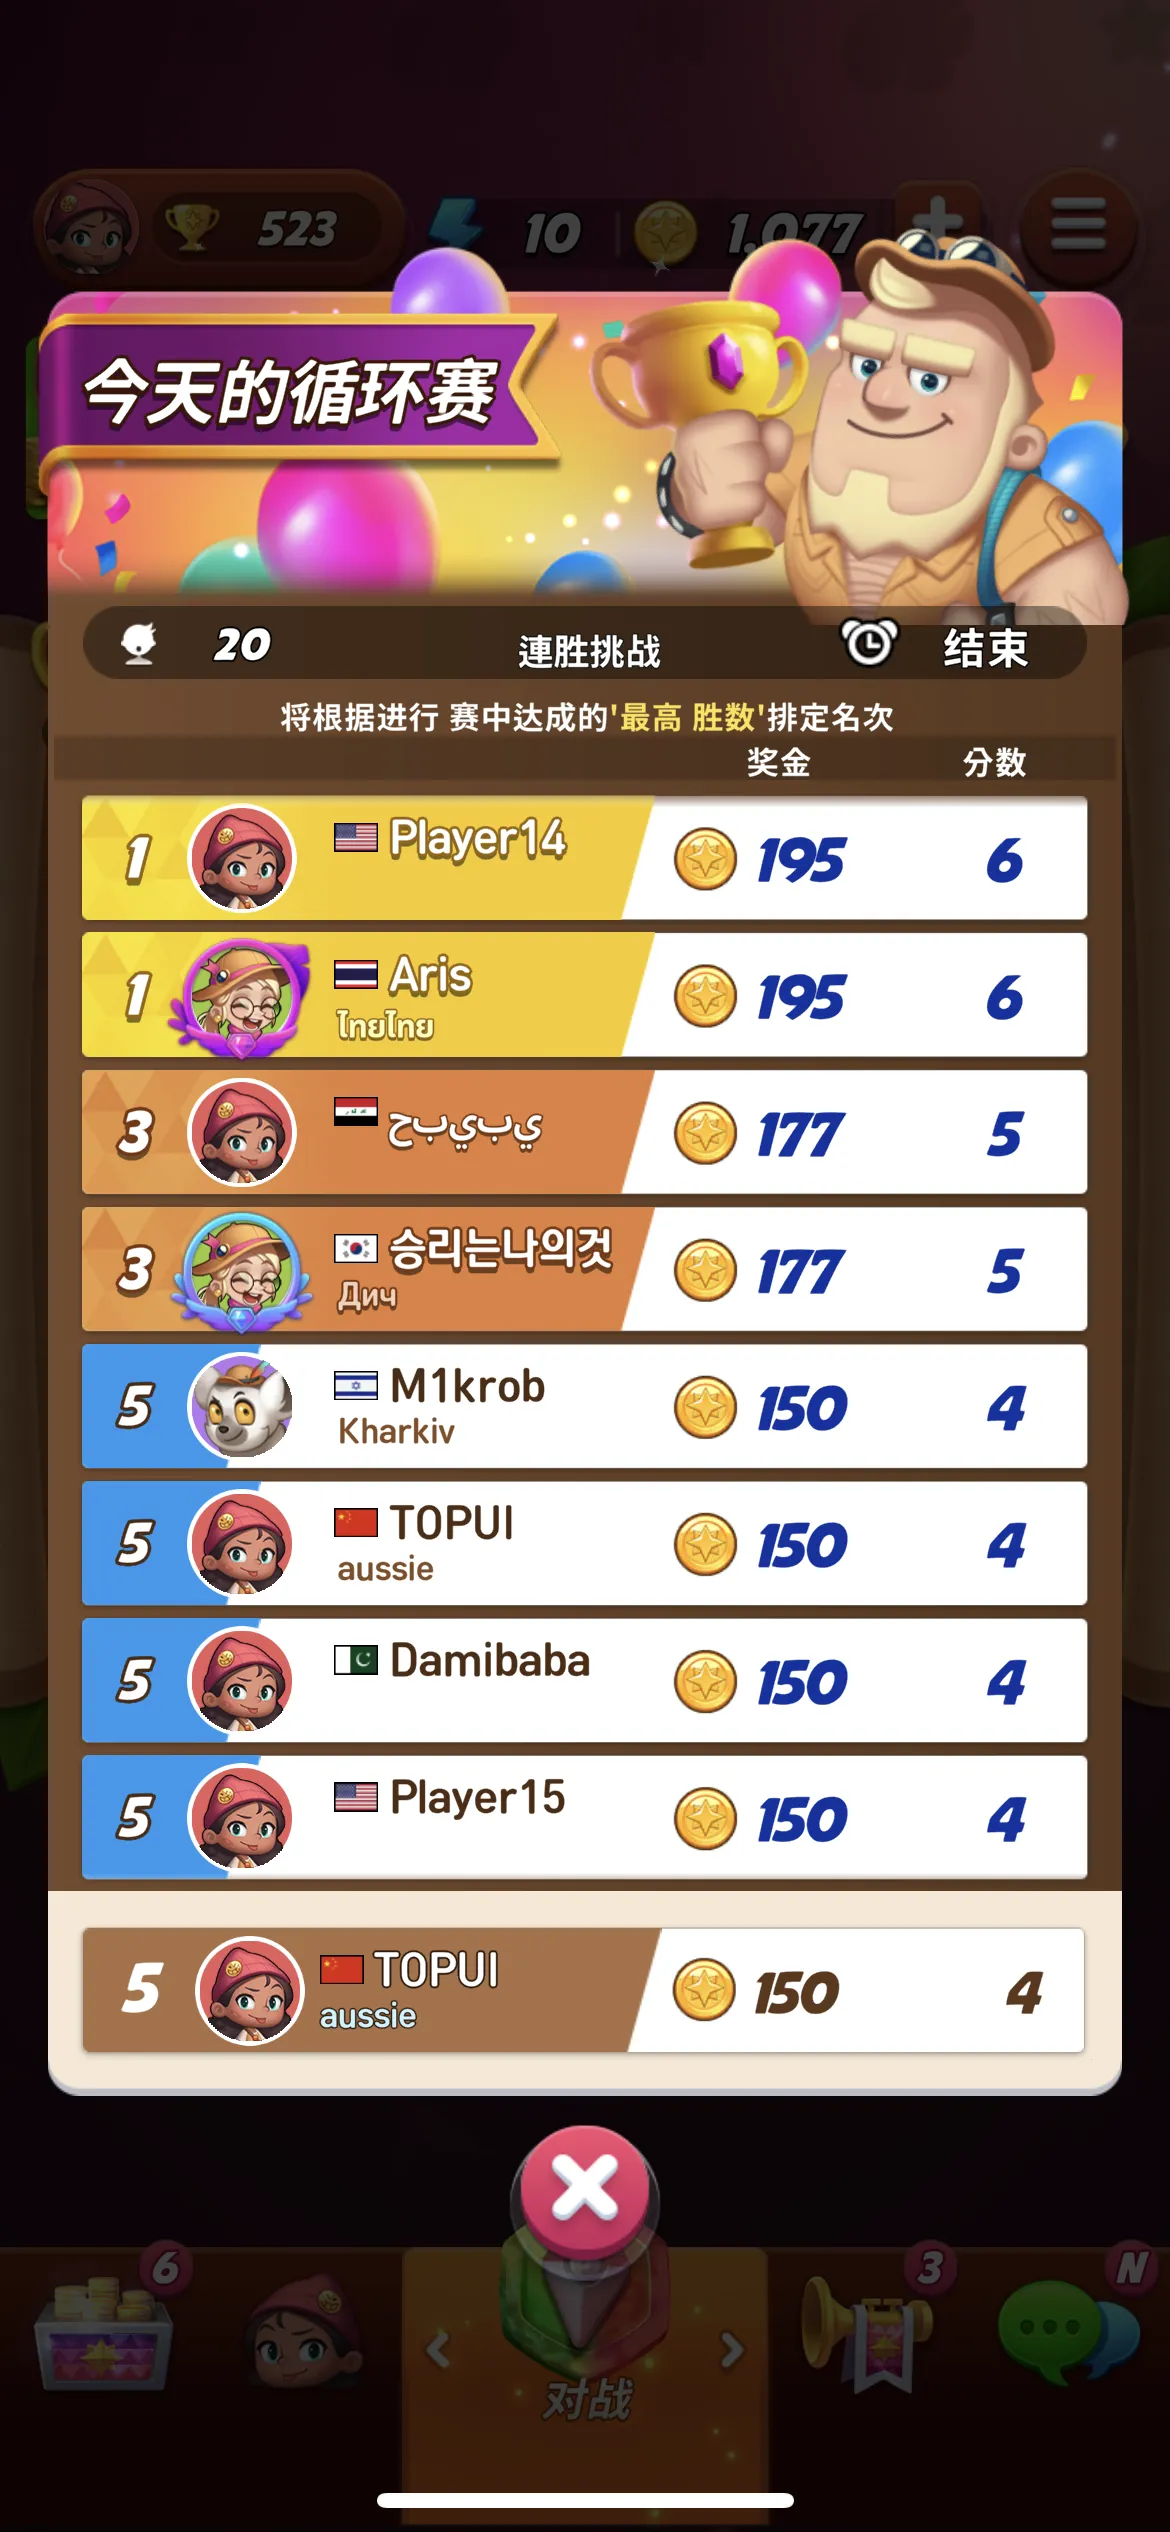 523 10 1,077
今天的循环赛
20 連胜挑战 结束
将根据进行 赛中达成的'最高 胜数'排定名次
奖金 分数
1 Player14 195 6
1 Aris 195 6
ไทยไทย
3 ح‌ب‌ي‌ب‌ي 177 5
3 승리는나의것 177 5
Дич
5 M1krob 150 4
Kharkiv
5 TOPUI 150 4
aussie
5 Damibaba 150 4
5 Player15 150 4
5 TOPUI 150 4
aussie
6 3 N
对战